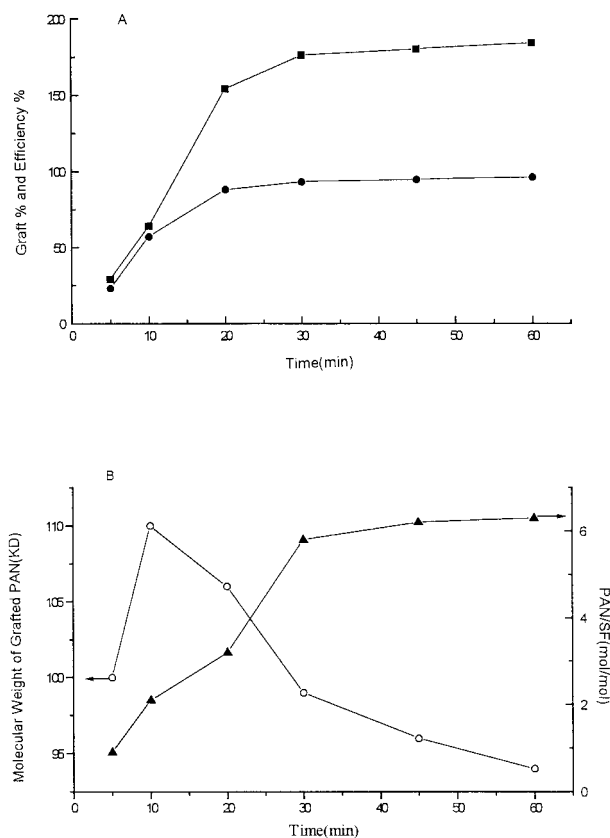 A
200
150
100
50
0
Graft % and Efficiency %
0 10 20 30 40 50 60
Time(min)
B
110
105
100
95
Molecular Weight of Grafted PAN(KD)
6
4
2
0
PAN/SF(mol/mol)
0 10 20 30 40 50 60
Time(min)